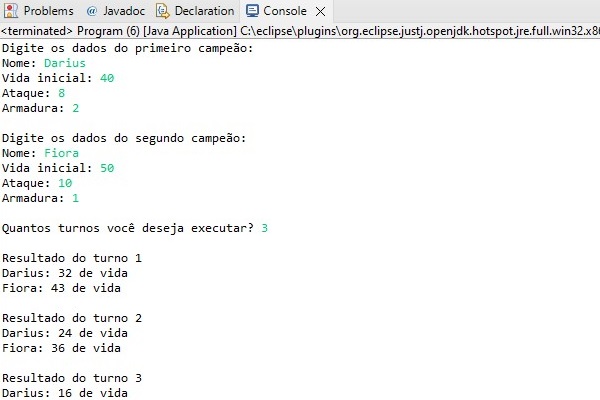 Problems @ Javadoc Declaration Console
<terminated> Program (6) [Java Application] C:\eclipse\plugins\org.eclipse.justj.openjdk.hotspot.jre.full.win32.x86
Digite os dados do primeiro campeão:
Nome: Darius
Vida inicial: 40
Ataque: 8
Armadura: 2
Digite os dados do segundo campeão:
Nome: Fiora
Vida inicial: 50
Ataque: 10
Armadura: 1
Quantos turnos você deseja executar? 3
Resultado do turno 1
Darius: 32 de vida
Fiora: 43 de vida
Resultado do turno 2
Darius: 24 de vida
Fiora: 36 de vida
Resultado do turno 3
Darius: 16 de vida